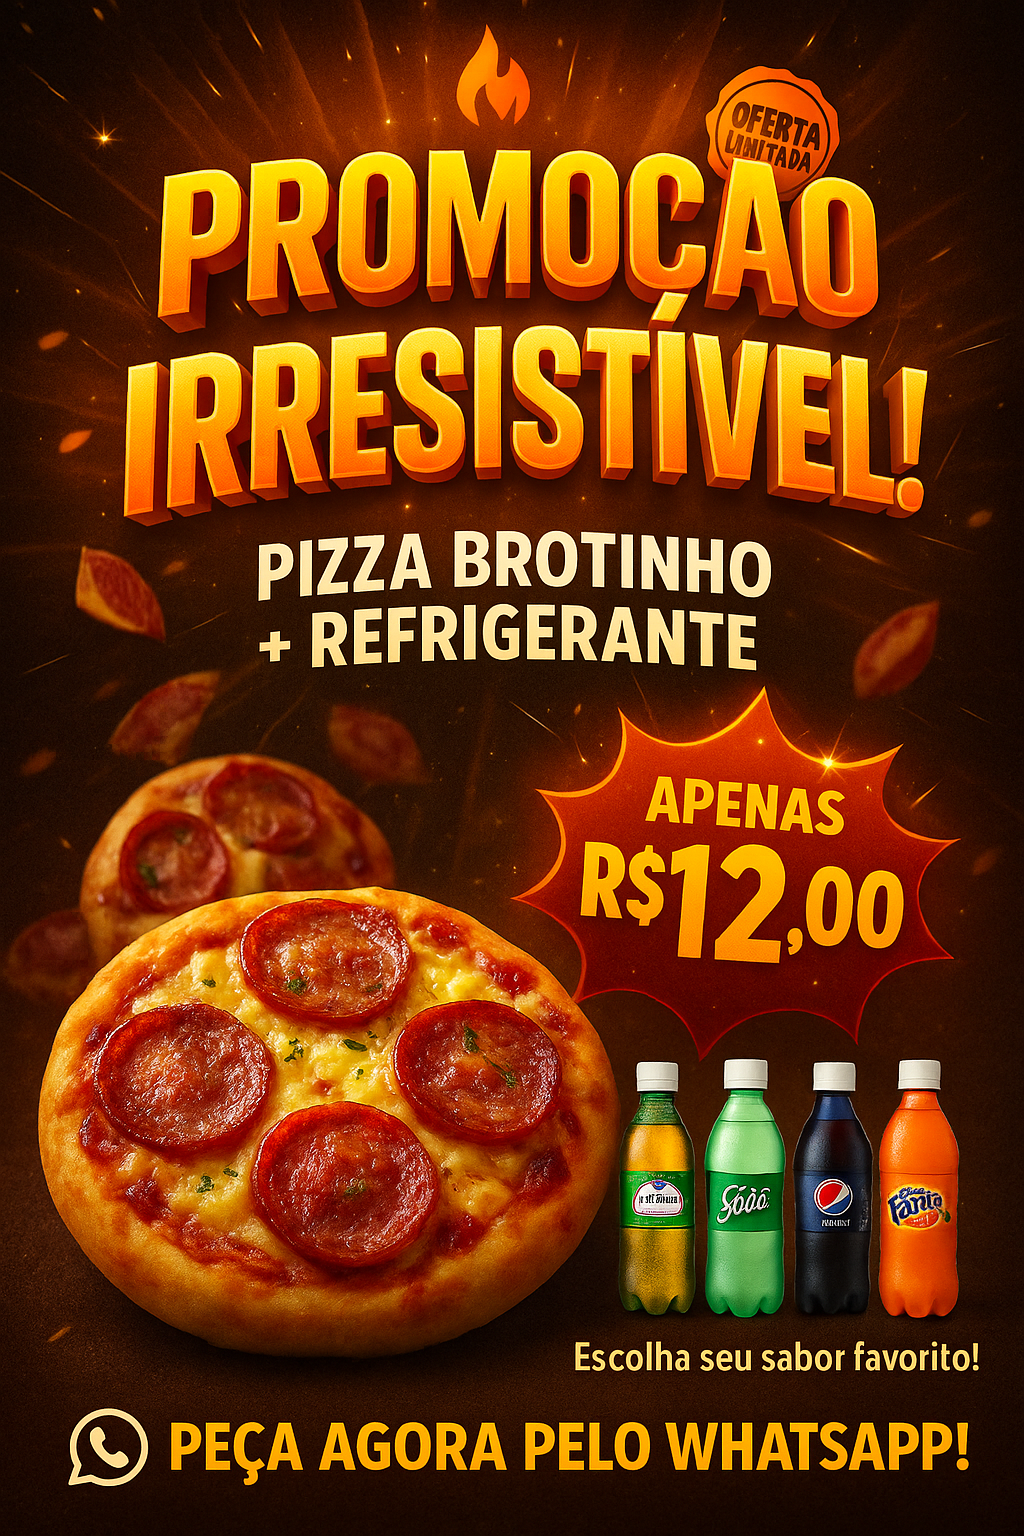 OFERTA
LIMITADA
PROMOÇÃO
IRRESISTÍVEL!
PIZZA BROTINHO
+ REFRIGERANTE
APENAS
R$12,00
Fanta
Escolha seu sabor favorito!
PEÇA AGORA PELO WHATSAPP!